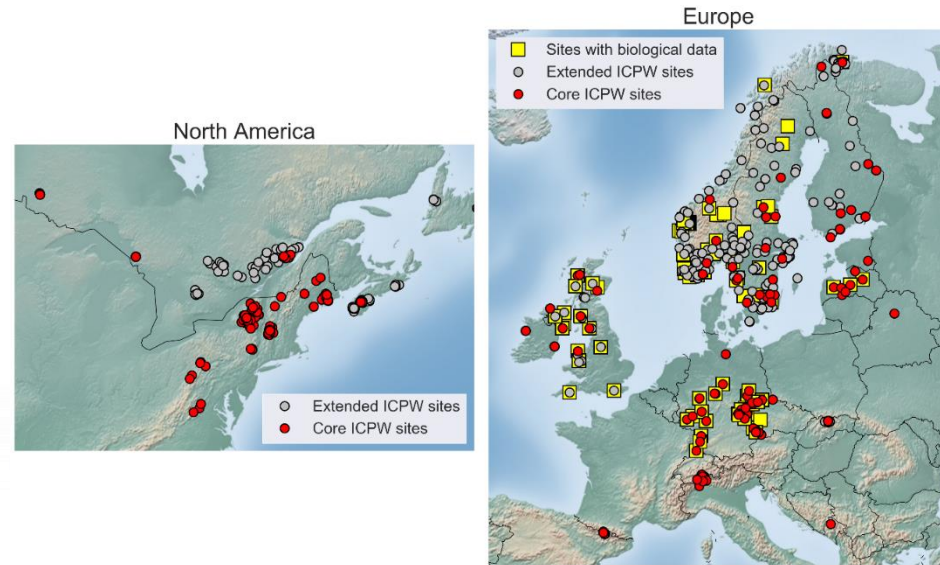 North America
Extended ICPW sites
Core ICPW sites
Europe
Sites with biological data
Extended ICPW sites
Core ICPW sites